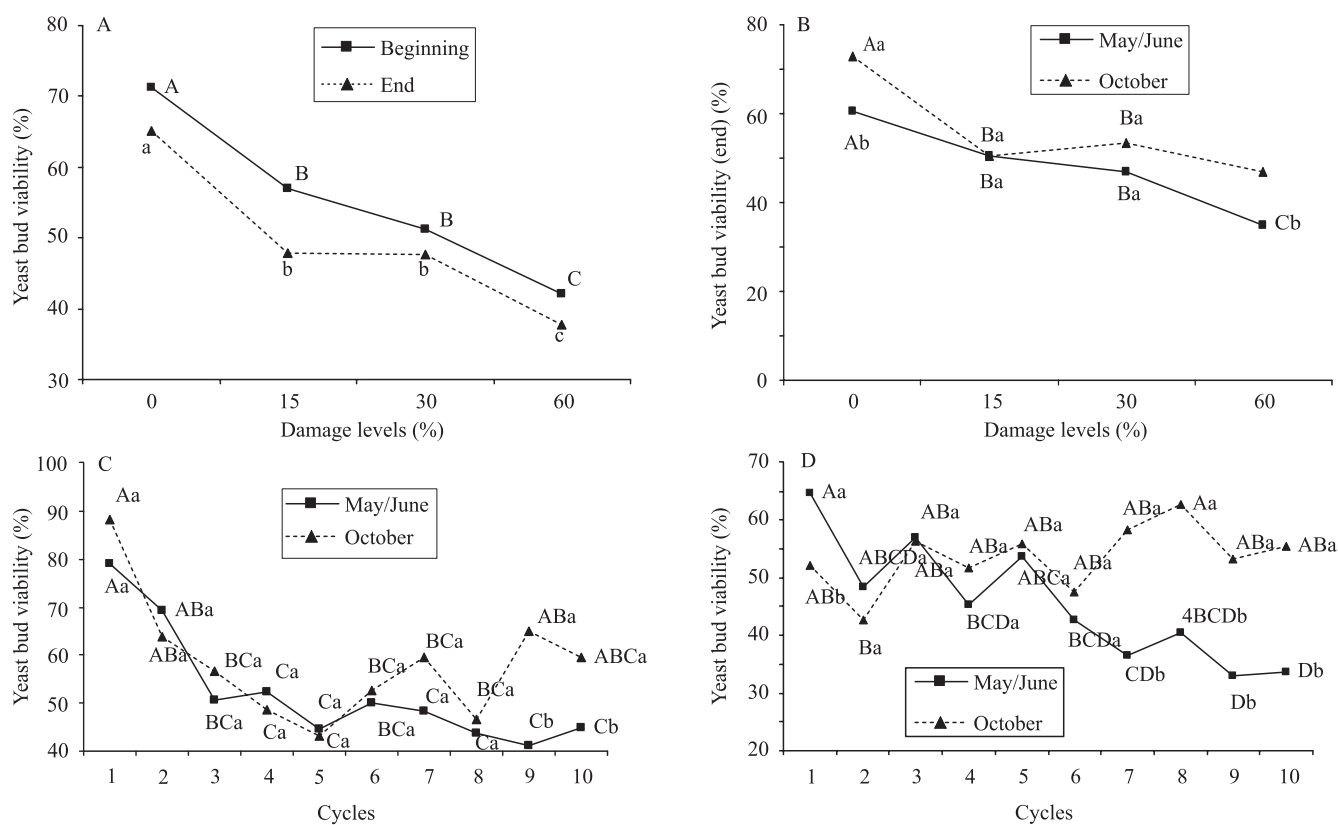 A
Yeast bud viability (%)
80
70
60
50
40
30
Beginning
End
A
a
B
b
B
b
C
c
0 15 30 60
Damage levels (%)
B
Yeast bud viability (end) (%)
80
60
40
20
0
May/June
October
Aa
Ab
Ba
Ba
Ba
Ba
Cb
0 15 30 60
Damage levels (%)
C
Yeast bud viability (%)
100
90
80
70
60
50
40
May/June
October
Aa
Aa
ABa
ABa
BCa
BCa
Ca
Ca
Ca
Ca
BCa
BCa
BCa
Ca
BCa
Ca
ABa
Cb
ABCa
Cb
1 2 3 4 5 6 7 8 9 10
Cycles
D
Yeast bud viability (%)
70
60
50
40
30
20
May/June
October
Aa
ABb
ABCDa
Ba
ABa
ABa
ABa
BCDa
ABa
ABCa
ABa
BCDa
ABa
CDb
Aa
4BCDb
ABa
Db
ABa
Db
1 2 3 4 5 6 7 8 9 10
Cycles